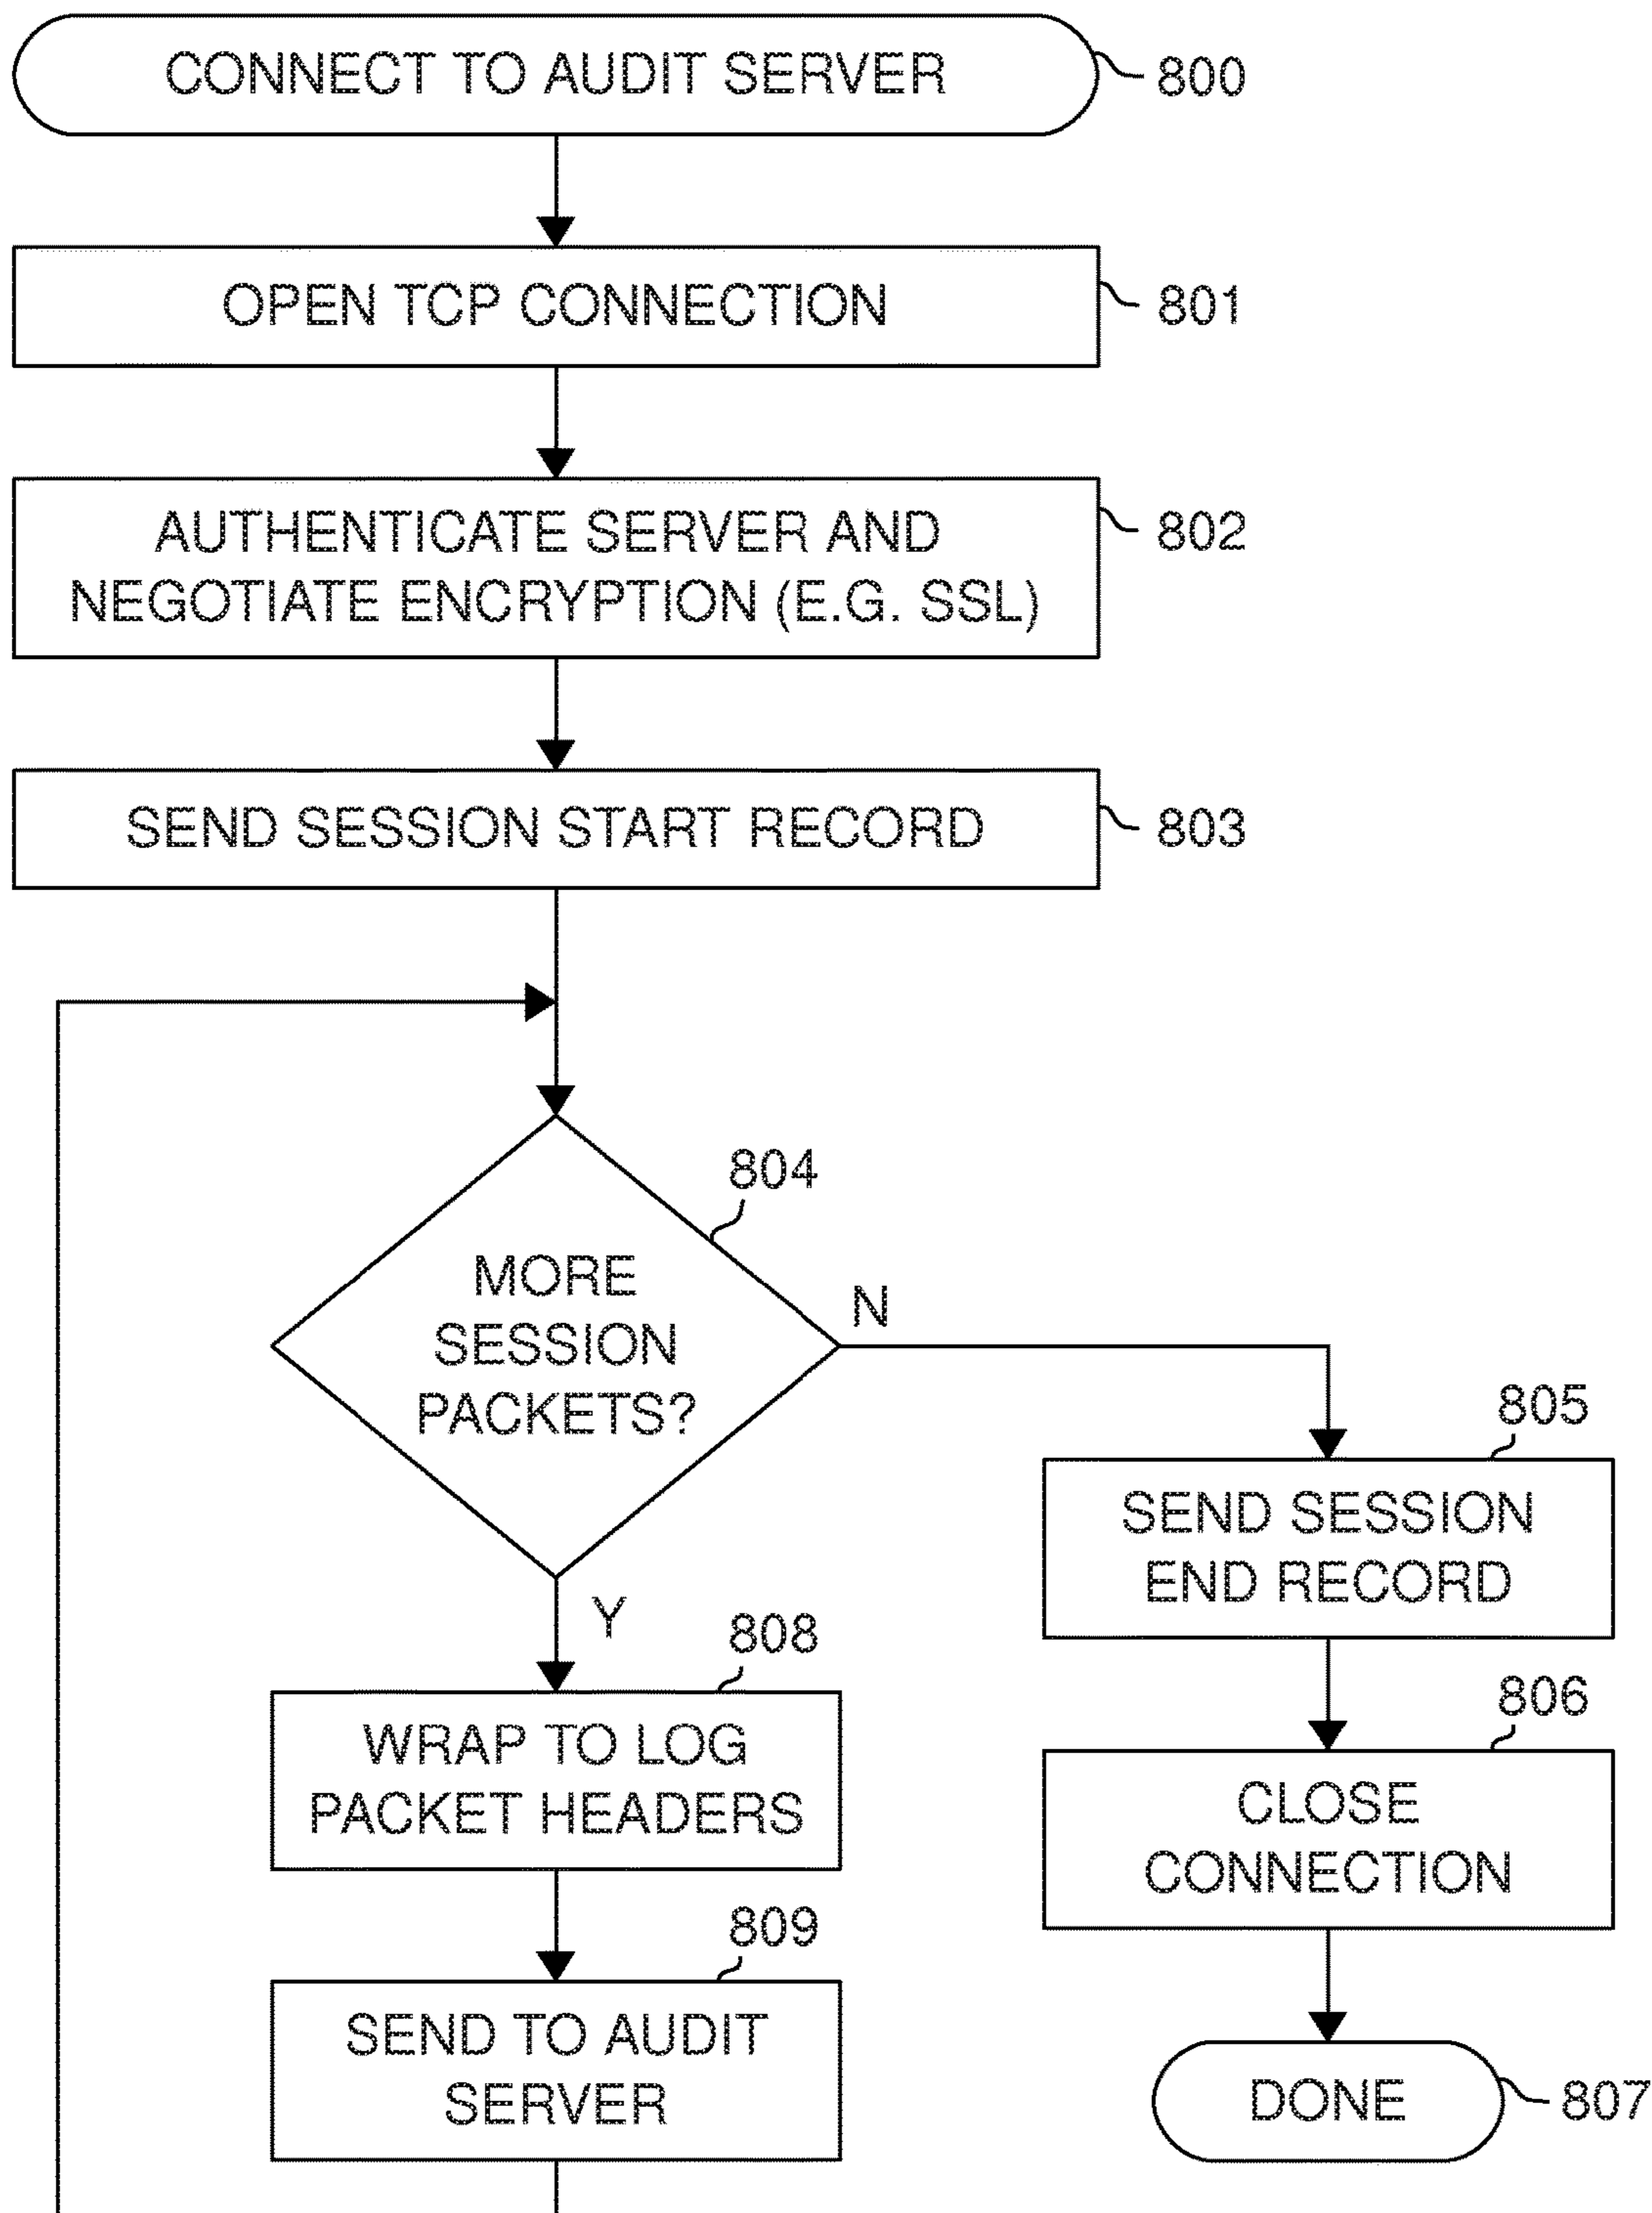 CONNECT TO AUDIT SERVER
800
OPEN TCP CONNECTION
801
AUTHENTICATE SERVER AND
NEGOTIATE ENCRYPTION (E.G. SSL)
802
SEND SESSION START RECORD
803
804
MORE
SESSION
PACKETS?
N
Y
805
SEND SESSION
END RECORD
806
CLOSE
CONNECTION
DONE
807
808
WRAP TO LOG
PACKET HEADERS
809
SEND TO AUDIT
SERVER